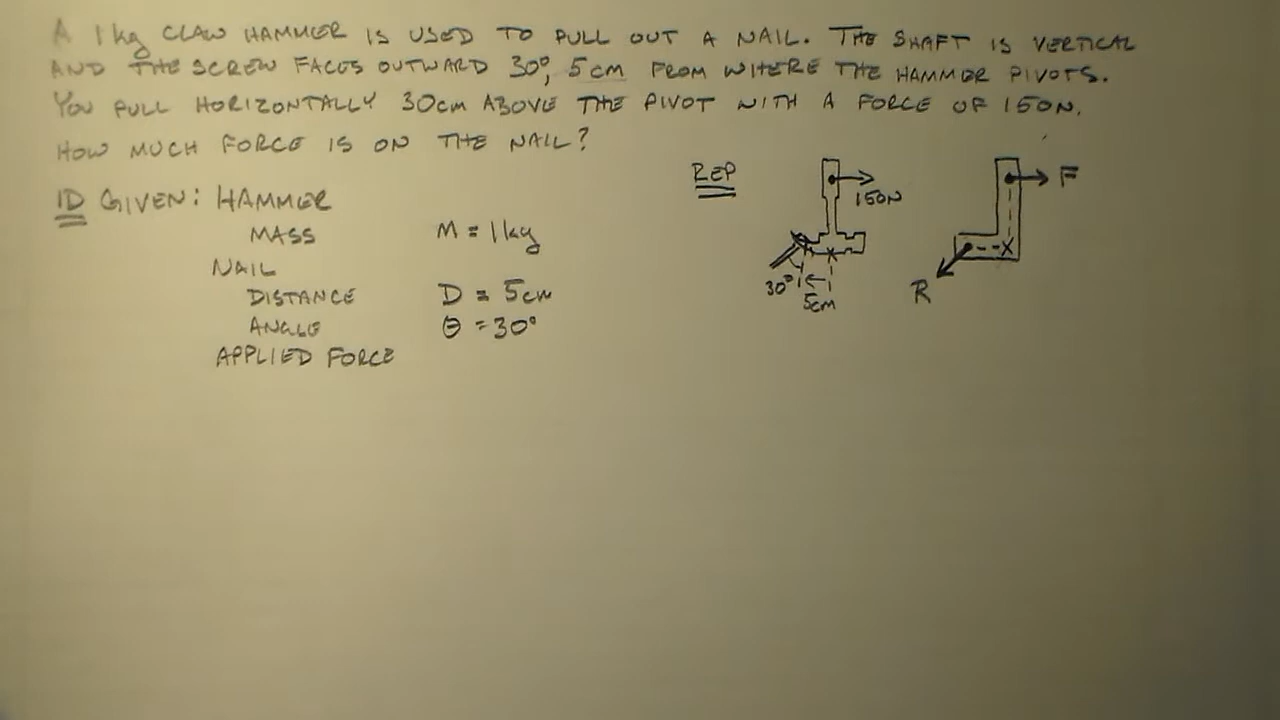 A 1kg CLAW HAMMER IS USED TO PULL OUT A NAIL. THE SHAFT IS VERTICAL
AND THE SCREW FACES OUTWARD 30°, 5cm FROM WHERE THE HAMMER PIVOTS.
YOU PULL HORIZONTALLY 30cm ABOVE THE PIVOT WITH A FORCE OF 150N.
HOW MUCH FORCE IS ON THE NAIL?
REP
150N
30°
5cm
F
R
ID GIVEN: HAMMER
MASS M = 1kg
NAIL
DISTANCE D = 5cm
ANGLE θ = 30°
APPLIED FORCE